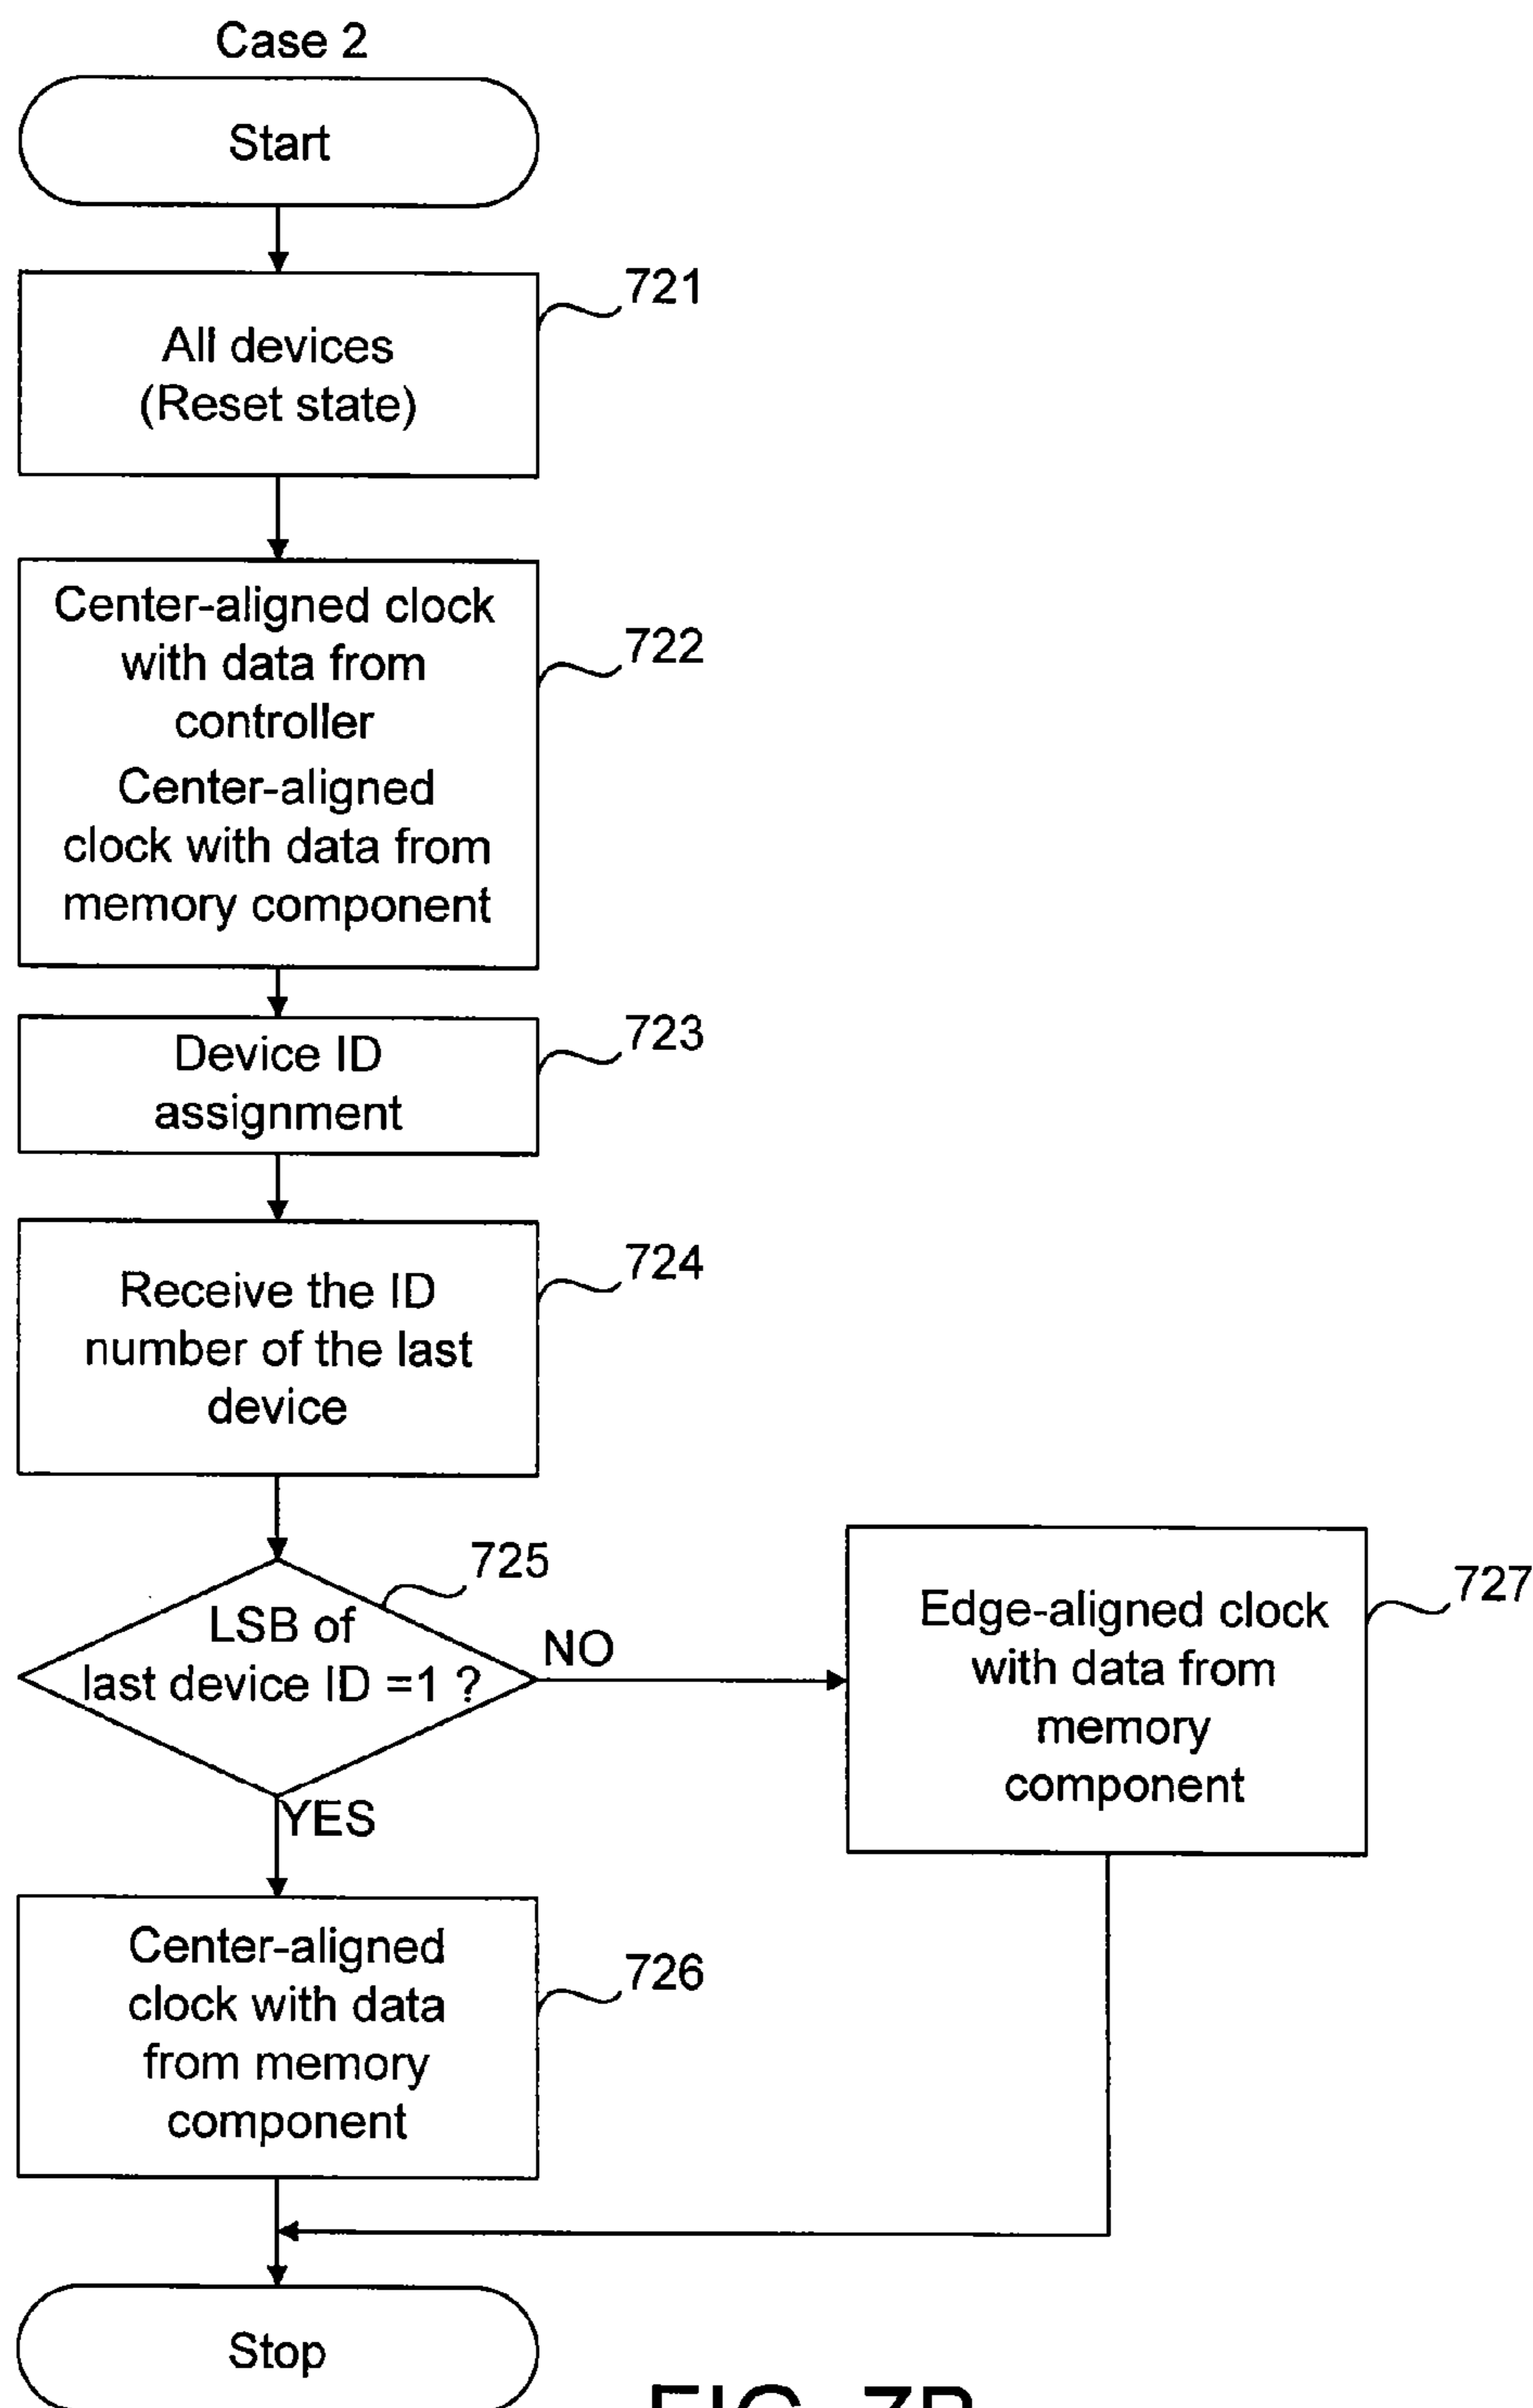 Case 2
Start
721
All devices
(Reset state)
722
Center-aligned clock
with data from
controller
Center-aligned
clock with data from
memory component
723
Device ID
assignment
724
Receive the ID
number of the last
device
725
LSB of
last device ID =1 ?
NO
727
Edge-aligned clock
with data from
memory
component
YES
726
Center-aligned
clock with data
from memory
component
Stop
FIG. 7B